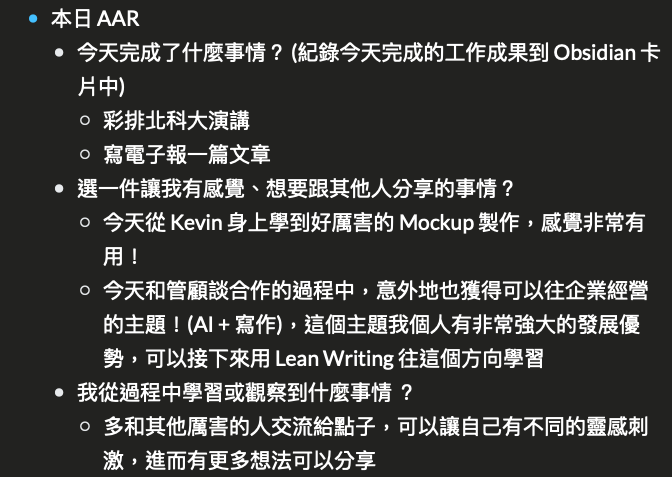 本日 AAR
今天完成了什麼事情？ (紀錄今天完成的工作成果到 Obsidian 卡
片中)
彩排北科大演講
寫電子報一篇文章
選一件讓我有感覺、想要跟其他人分享的事情？
今天從 Kevin 身上學到好厲害的 Mockup 製作，感覺非常有
用！
今天和管顧談合作的過程中，意外地也獲得可以往企業經營
的主題！(AI + 寫作)，這個主題我個人有非常強大的發展優
勢，可以接下來用 Lean Writing 往這個方向學習
我從過程中學習或觀察到什麼事情 ？
多和其他厲害的人交流給點子，可以讓自己有不同的靈感刺
激，進而有更多想法可以分享